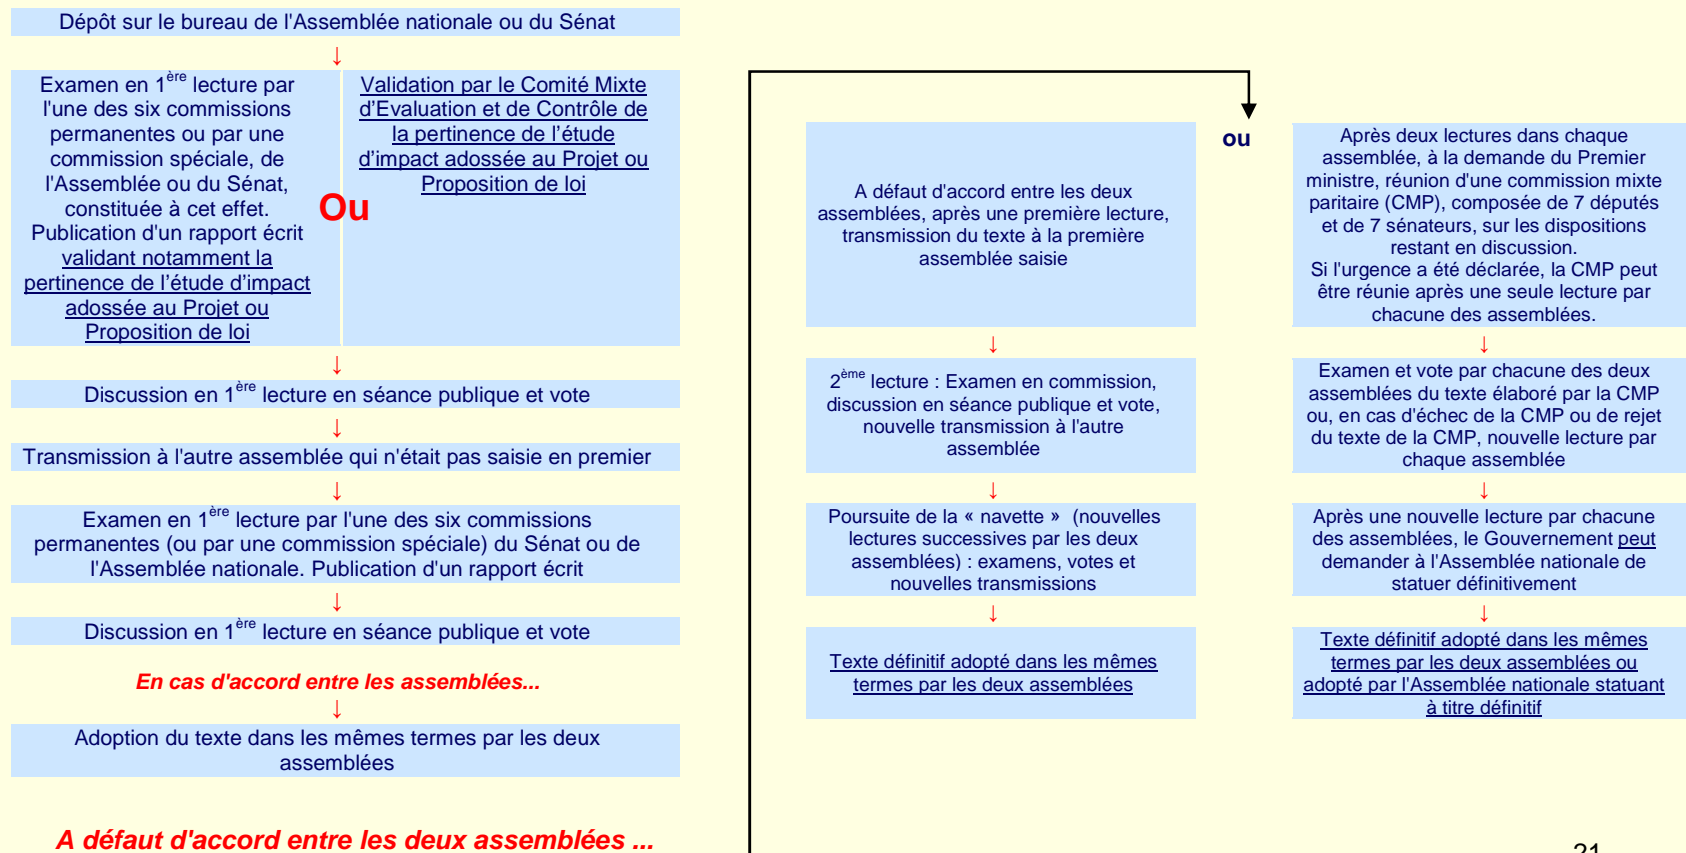 Dépôt sur le bureau de l'Assemblée nationale ou du Sénat
↓
Examen en 1ère lecture par
l'une des six commissions
permanentes ou par une
commission spéciale, de
l'Assemblée ou du Sénat,
constituée à cet effet.
Publication d'un rapport écrit
validant notamment la
pertinence de l'étude d'impact
adossée au Projet ou
Proposition de loi
Ou
Validation par le Comité Mixte
d'Evaluation et de Contrôle de
la pertinence de l'étude
d'impact adossée au Projet ou
Proposition de loi
↓
Discussion en 1ère lecture en séance publique et vote
↓
Transmission à l'autre assemblée qui n'était pas saisie en premier
↓
Examen en 1ère lecture par l'une des six commissions
permanentes (ou par une commission spéciale) du Sénat ou de
l'Assemblée nationale. Publication d'un rapport écrit
↓
Discussion en 1ère lecture en séance publique et vote
En cas d'accord entre les assemblées...
↓
Adoption du texte dans les mêmes termes par les deux
assemblées
A défaut d'accord entre les deux assemblées ...
A défaut d'accord entre les deux
assemblées, après une première lecture,
transmission du texte à la première
assemblée saisie
↓
2ème lecture : Examen en commission,
discussion en séance publique et vote,
nouvelle transmission à l'autre
assemblée
↓
Poursuite de la « navette » (nouvelles
lectures successives par les deux
assemblées) : examens, votes et
nouvelles transmissions
↓
Texte définitif adopté dans les mêmes
termes par les deux assemblées
ou
Après deux lectures dans chaque
assemblée, à la demande du Premier
ministre, réunion d'une commission mixte
paritaire (CMP), composée de 7 députés
et de 7 sénateurs, sur les dispositions
restant en discussion.
Si l'urgence a été déclarée, la CMP peut
être réunie après une seule lecture par
chacune des assemblées.
↓
Examen et vote par chacune des deux
assemblées du texte élaboré par la CMP
ou, en cas d'échec de la CMP ou de rejet
du texte de la CMP, nouvelle lecture par
chaque assemblée
↓
Après une nouvelle lecture par chacune
des assemblées, le Gouvernement peut
demander à l'Assemblée nationale de
statuer définitivement
↓
Texte définitif adopté dans les mêmes
termes par les deux assemblées ou
adopté par l'Assemblée nationale statuant
à titre définitif
21